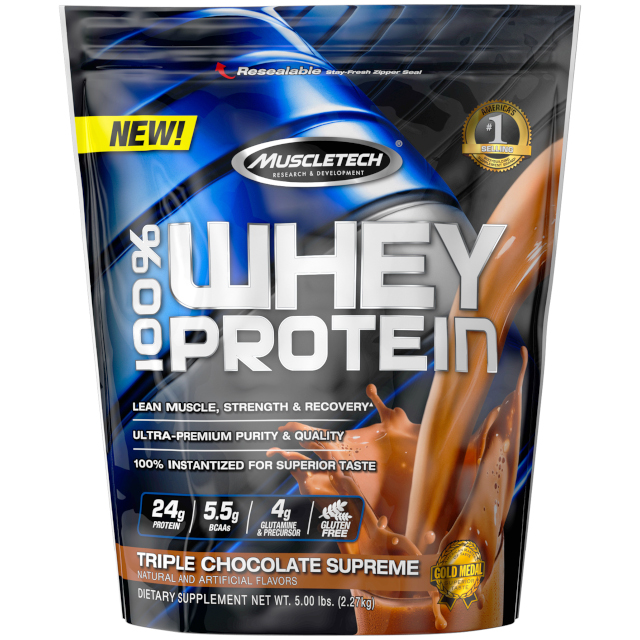 Resealable Stay-Fresh Zipper Seal
NEW!
AMERICA'S
#1
SELLING
MUSCLETECH®
RESEARCH & DEVELOPMENT
100% WHEY
PROTEIN
LEAN MUSCLE, STRENGTH & RECOVERY
ULTRA-PREMIUM PURITY & QUALITY
100% INSTANTIZED FOR SUPERIOR TASTE
24g
PROTEIN
5.5g
BCAAs
4g
GLUTAMINE
& PRECURSOR
GLUTEN
FREE
TRIPLE CHOCOLATE SUPREME
NATURAL AND ARTIFICIAL FLAVORS
GOLD MEDAL
DIETARY SUPPLEMENT NET WT. 5.00 lbs. (2.27kg)